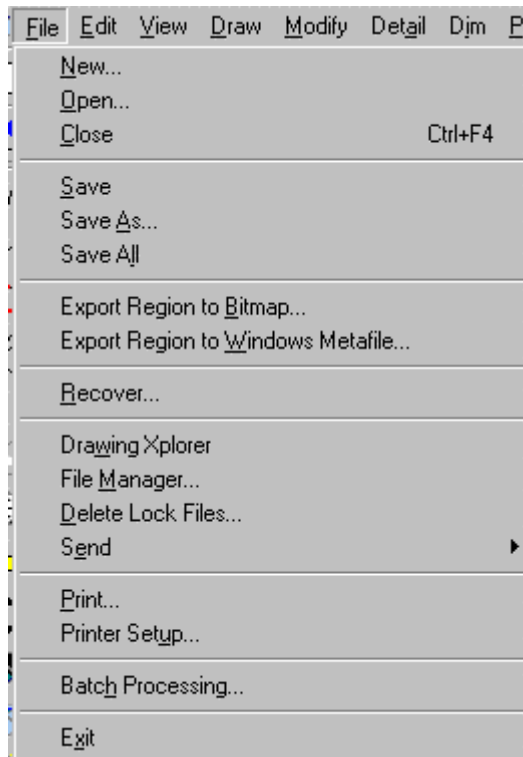 File Edit View Draw Modify Detail Dim P
New...
Open...
Close Ctrl+F4
Save
Save As...
Save All
Export Region to Bitmap...
Export Region to Windows Metafile...
Recover...
Drawing Xplorer
File Manager...
Delete Lock Files...
Send
Print...
Printer Setup...
Batch Processing...
Exit